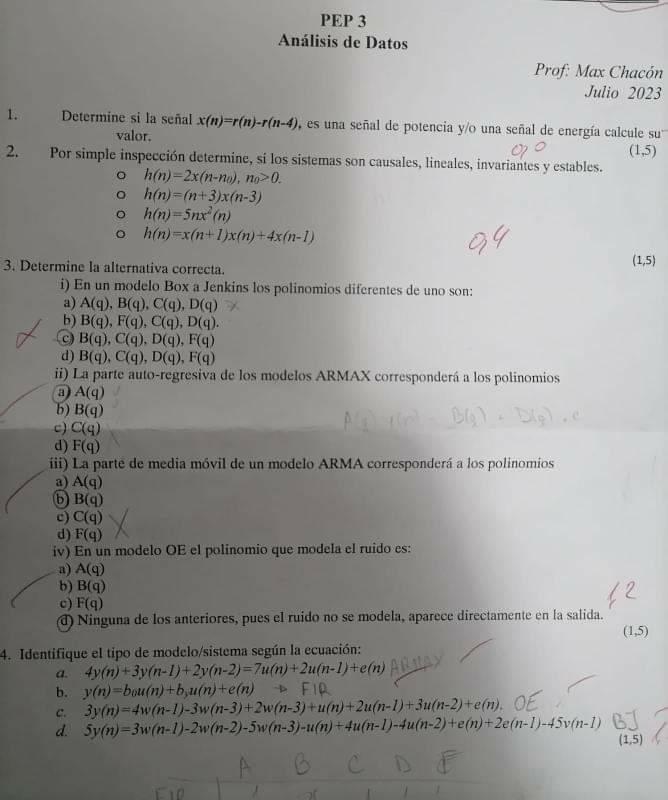 PEP 3
Análisis de Datos
Prof: Max Chacón
Julio 2023
1. Determine si la señal x(n)=r(n)-r(n-4), es una señal de potencia y/o una señal de energía calcule su
valor. (1,5)
0,0
2. Por simple inspección determine, si los sistemas son causales, lineales, invariantes y estables.
o h(n)=2x(n-n₀), n₀>0.
o h(n)=(n+3)x(n-3)
o h(n)=5nx²(n)
o h(n)=x(n+1)x(n)+4x(n-1)
0,4
(1,5)
3. Determine la alternativa correcta.
i) En un modelo Box a Jenkins los polinomios diferentes de uno son:
a) A(q), B(q), C(q), D(q)
b) B(q), F(q), C(q), D(q).
c) B(q), C(q), D(q), F(q)
d) B(q), C(q), D(q), F(q)
ii) La parte auto-regresiva de los modelos ARMAX corresponderá a los polinomios
a) A(q)
b) B(q)
c) C(q)
d) F(q)
iii) La parte de media móvil de un modelo ARMA corresponderá a los polinomios
a) A(q)
b) B(q)
c) C(q)
d) F(q)
iv) En un modelo OE el polinomio que modela el ruido es:
a) A(q)
b) B(q)
c) F(q)
1,2
d) Ninguna de los anteriores, pues el ruido no se modela, aparece directamente en la salida.
(1,5)
4. Identifique el tipo de modelo/sistema según la ecuación:
a. 4y(n)+3y(n-1)+2y(n-2)=7u(n)+2u(n-1)+e(n) ARMAX
b. y(n)=b₀u(n)+b₁u(n)+e(n) → FIR
c. 3y(n)=4w(n-1)-3w(n-3)+2w(n-3)+u(n)+2u(n-1)+3u(n-2)+e(n). OE
d. 5y(n)=3w(n-1)-2w(n-2)-5w(n-3)-u(n)+4u(n-1)-4u(n-2)+e(n)+2e(n-1)-45v(n-1) BJ
(1,5)
A B C D F
FIR